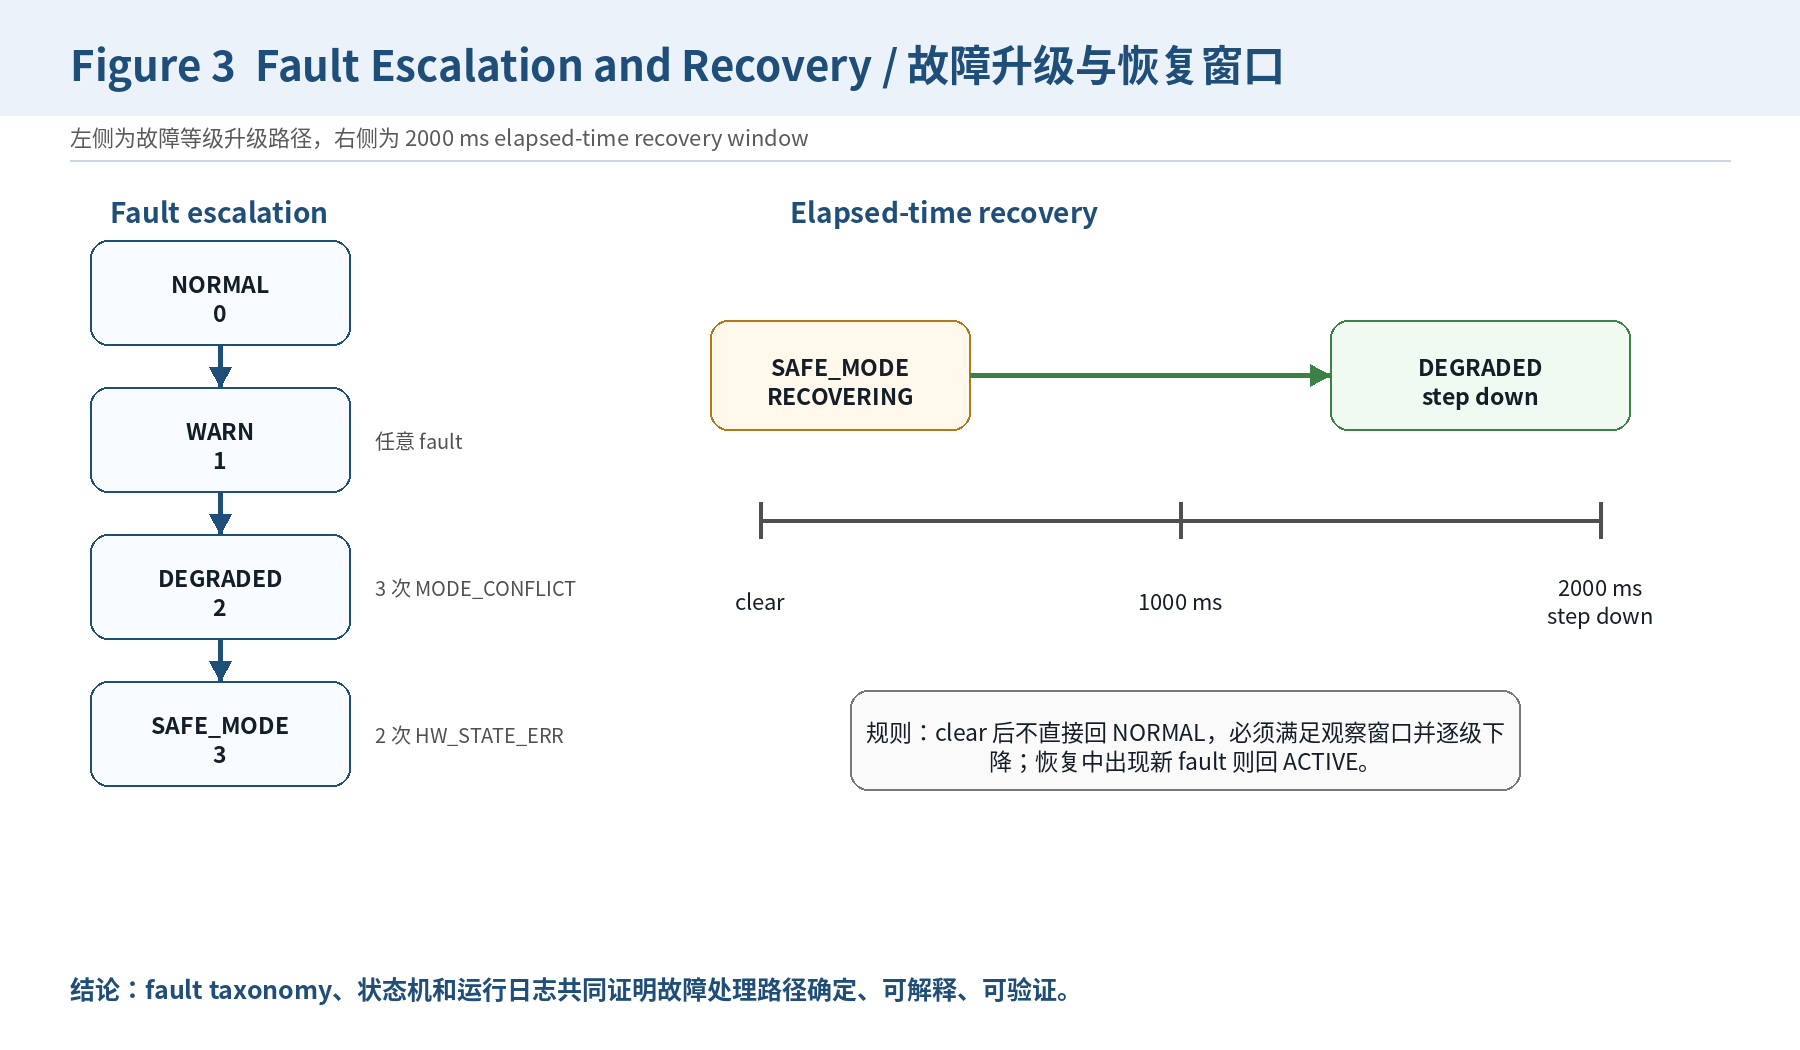 Figure 3  Fault Escalation and Recovery / 故障升级与恢复窗口
左侧为故障等级升级路径，右侧为 2000 ms elapsed-time recovery window
Fault escalation
NORMAL
0
WARN
1
任意 fault
DEGRADED
2
3 次 MODE_CONFLICT
SAFE_MODE
3
2 次 HW_STATE_ERR
Elapsed-time recovery
SAFE_MODE
RECOVERING
DEGRADED
step down
clear
1000 ms
2000 ms
step down
规则：clear 后不直接回 NORMAL，必须满足观察窗口并逐级下
降；恢复中出现新 fault 则回 ACTIVE。
结论：fault taxonomy、状态机和运行日志共同证明故障处理路径确定、可解释、可验证。